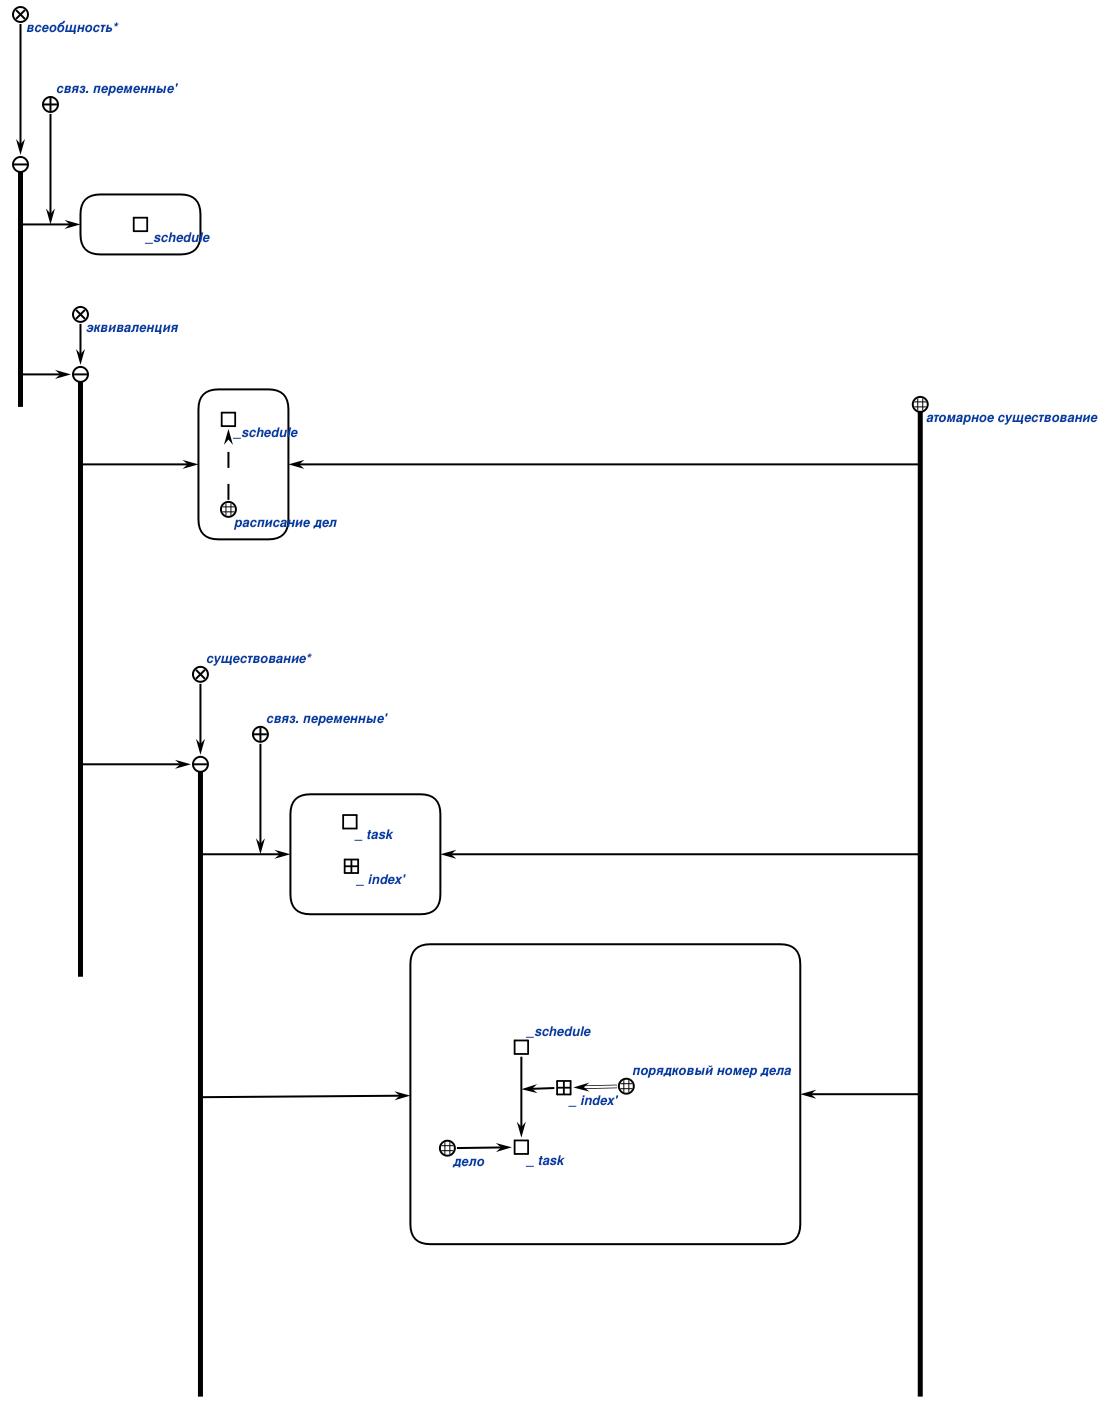 всеобщность*
связ. переменные'
_schedule
эквиваленция
атомарное существование
_schedule
расписание дел
существование*
связ. переменные'
_ task
_ index'
_schedule
порядковый номер дела
_ index'
дело
_ task